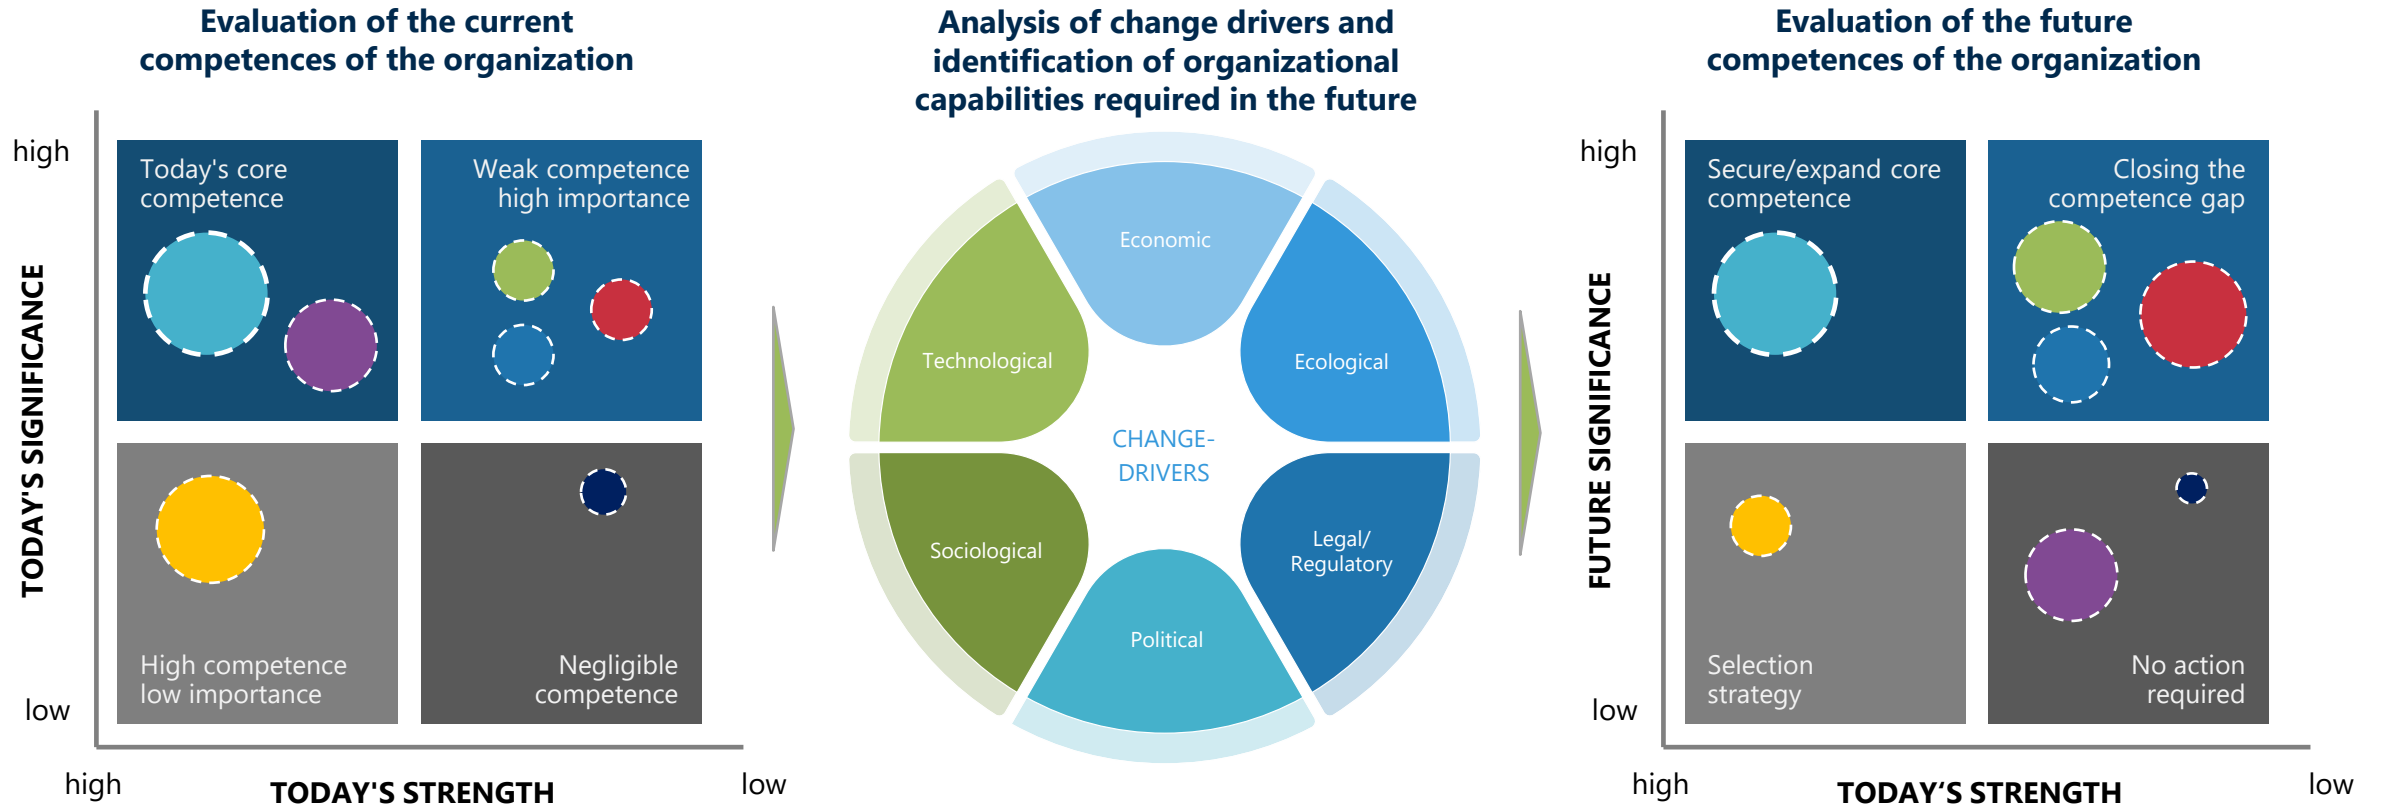 Evaluation of the current
competences of the organization
high
Today's core
competence
Weak competence
high importance
TODAY'S SIGNIFICANCE
High competence
low importance
Negligible
competence
low
high
TODAY'S STRENGTH
low
Analysis of change drivers and
identification of organizational
capabilities required in the future
Economic
Technological
Ecological
CHANGE-
DRIVERS
Sociological
Legal/
Regulatory
Political
Evaluation of the future
competences of the organization
high
Secure/expand core
competence
Closing the
competence gap
FUTURE SIGNIFICANCE
Selection
strategy
No action
required
low
high
TODAY‘S STRENGTH
low